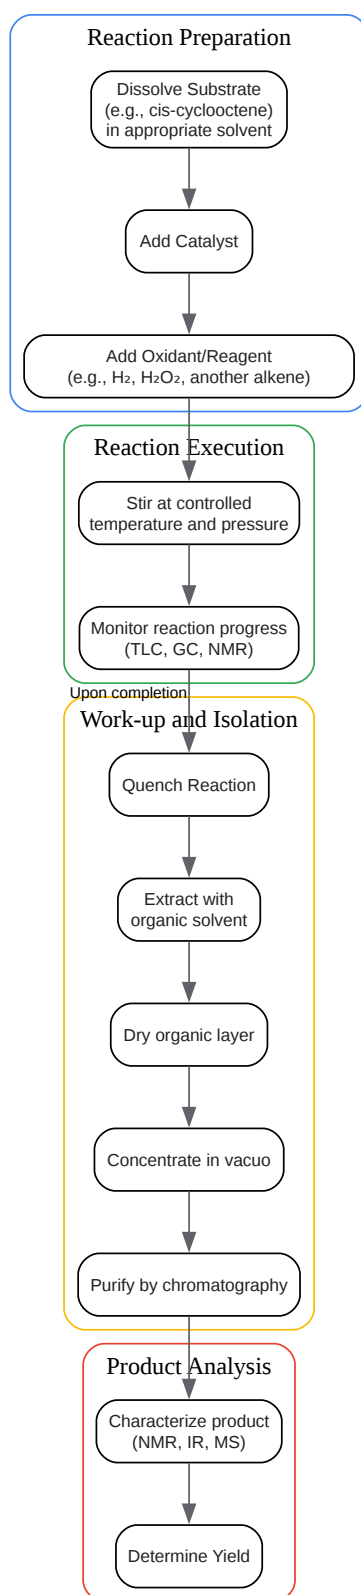 Reaction Preparation
Dissolve Substrate
(e.g., cis-cyclooctene)
in appropriate solvent
Add Catalyst
Add Oxidant/Reagent
(e.g., H₂, H₂O₂, another alkene)
Reaction Execution
Stir at controlled
temperature and pressure
Monitor reaction progress
(TLC, GC, NMR)
Upon completion
Work-up and Isolation
Quench Reaction
Extract with
organic solvent
Dry organic layer
Concentrate in vacuo
Purify by chromatography
Product Analysis
Characterize product
(NMR, IR, MS)
Determine Yield